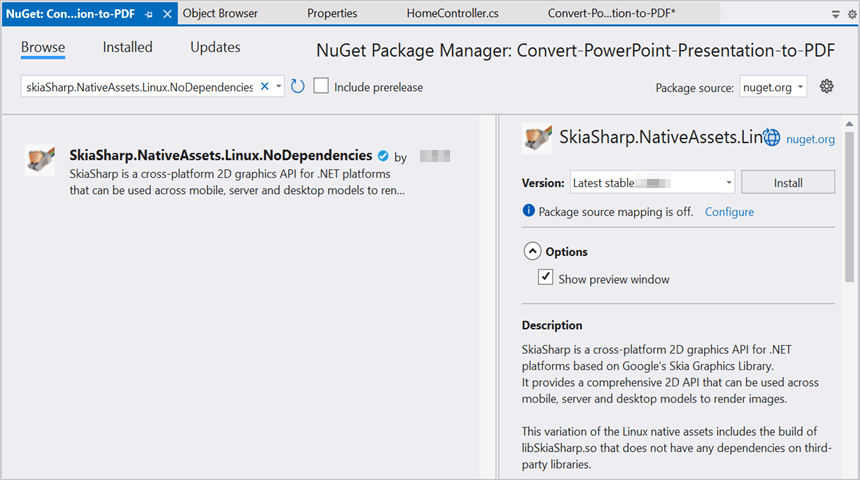 NuGet: Con...ion-to-PDF
Object Browser
Properties
HomeController.cs
Convert-Po...tion-to-PDF*
Browse
Installed
Updates
NuGet Package Manager: Convert-PowerPoint-Presentation-to-PDF
skiaSharp.NativeAssets.Linux.NoDependencies
Include prerelease
Package source:
nuget.org
SkiaSharp.NativeAssets.Linux.NoDependencies by
SkiaSharp is a cross-platform 2D graphics API for .NET platforms
that can be used across mobile, server and desktop models to ren...
SkiaSharp.NativeAssets.Lin
nuget.org
Version:
Latest stable
Install
Package source mapping is off. Configure
Options
Show preview window
Description
SkiaSharp is a cross-platform 2D graphics API for .NET
platforms based on Google's Skia Graphics Library.
It provides a comprehensive 2D API that can be used across
mobile, server and desktop models to render images.
This variation of the Linux native assets includes the build of
libSkiaSharp.so that does not have any dependencies on third-
party libraries.